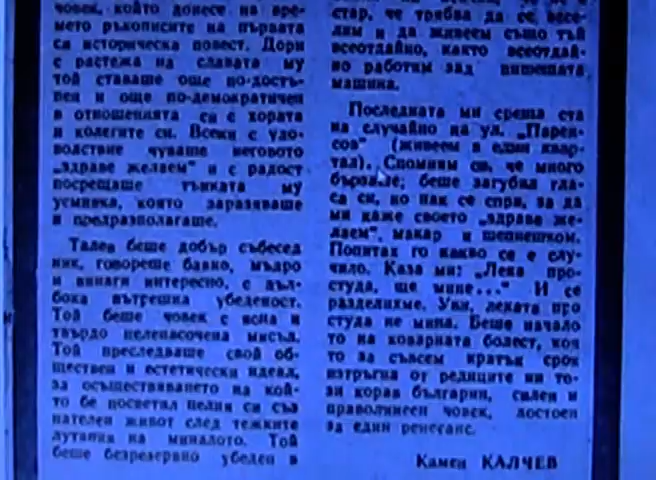 човек, който донесе на вре-
мето ръкописите на първата
си историческа повест. Дори
с растежа на славата му
той ставаше още по-достъ-
пен и още по-демократичен
в отношенията си с хората
и колегите си. Всеки с удо-
волствие чуваше неговото
„здраве желаем" и с радост
посрещаше тънката му
усмивка, която заразяваше
и предразполагаше.
Талев беше добър събесед
ник, говореше бавно, мъдро
и винаги интересно, с дъл-
бока вътрешна убеденост.
Той беше човек с ясна и
твърдо целенасочена мисъл.
Той преследваше свой об-
ществен и естетически идеал,
за осъществяването на кой-
то бе посветил целия си съз
нателен живот след тежките
лутания на миналото. Той
беше безрезервно убеден в
стар, че трябва да се весе-
лим и да живеем също тъй
всеотдайно, както всеотдай-
но работим зад пишещата
машина.
Последната ми среща ста
на случайно на ул. „Парен-
сов" (живеем в един квар-
тал). Спомням си, че много
бързаше; беше загубил гла-
са си, но пак се спря, за да
ми каже своето „здраве же-
лаем", макар и шепнешком.
Попитах го какво се е слу-
чило. Каза ми: „Лека про-
студа, ще мине..." И се
разделихме. Уви, леката про
студа не мина. Беше начало
то на коварната болест, коя
то за съвсем кратък срок
изтръгна от редиците ни то-
зи корав българин, силен и
праволинеен човек, достоен
за един ренесанс.
Камен КАЛЧЕВ